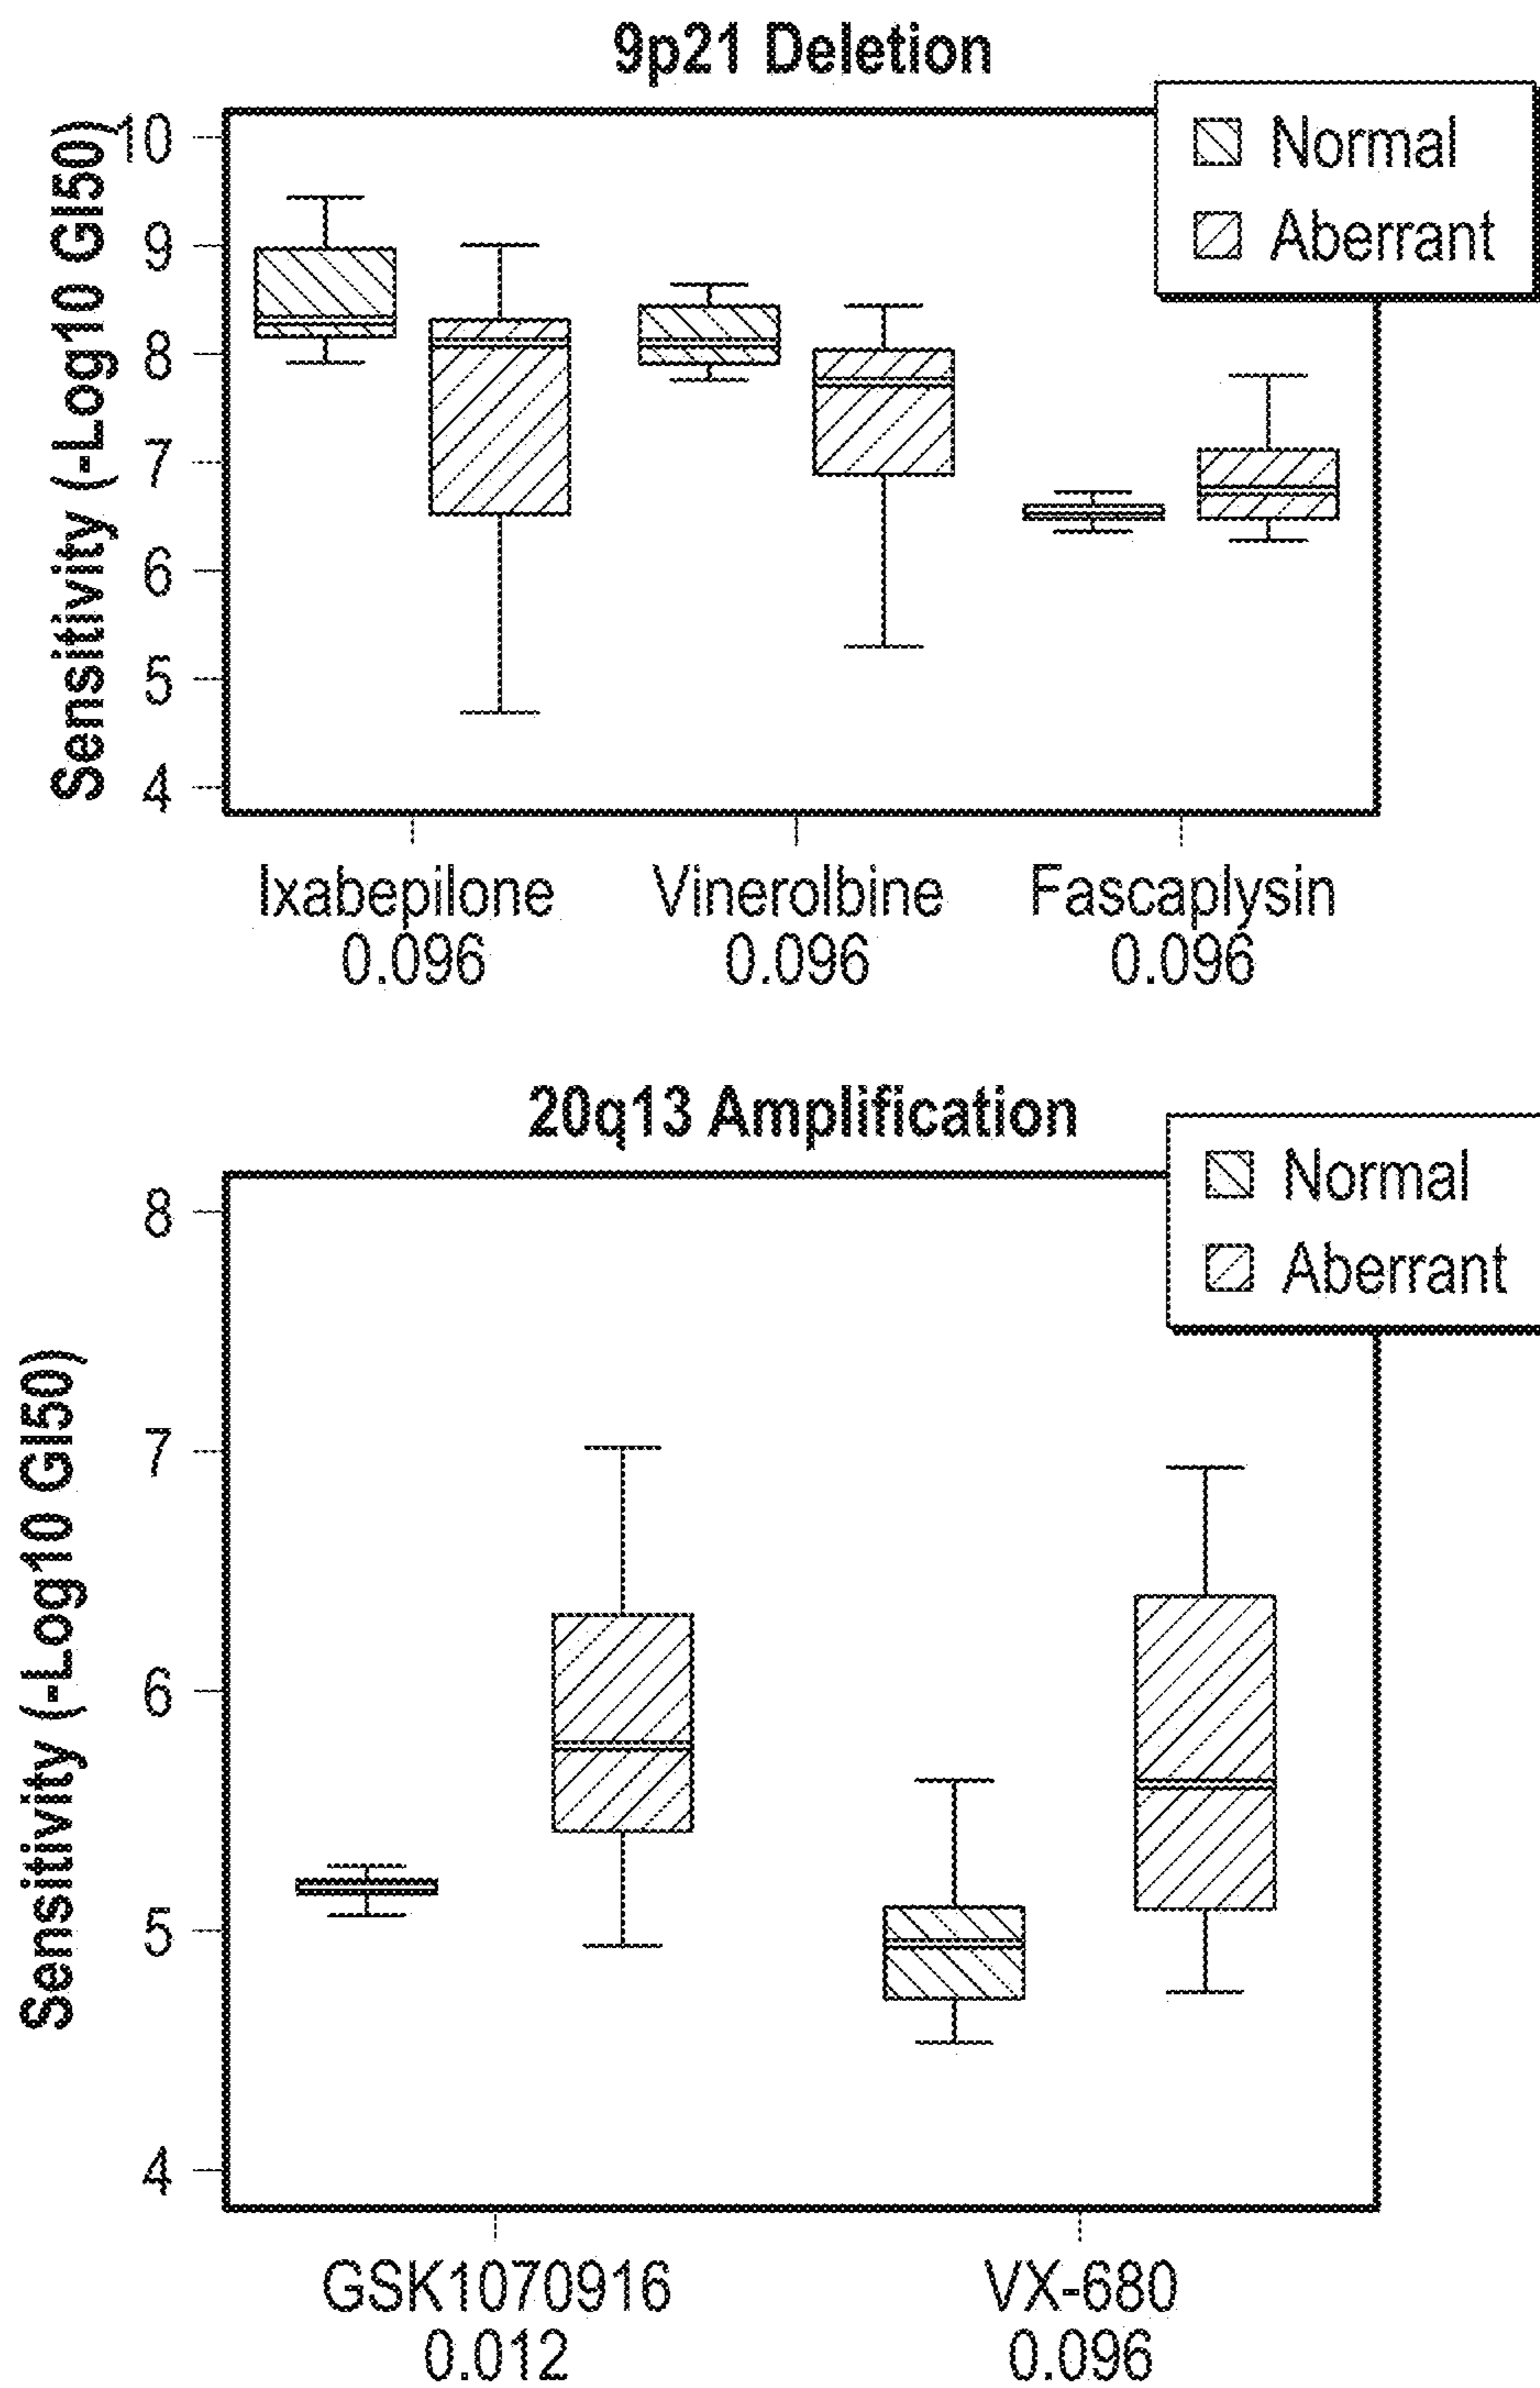 9p21 Deletion
Normal
Aberrant
Sensitivity (-Log10 GI50)
10
9
8
7
6
5
4
Ixabepilone Vinerolbine Fascaplysin
0.096 0.096 0.096
20q13 Amplification
Normal
Aberrant
Sensitivity (-Log10 GI50)
8
7
6
5
4
GSK1070916 VX-680
0.012 0.096